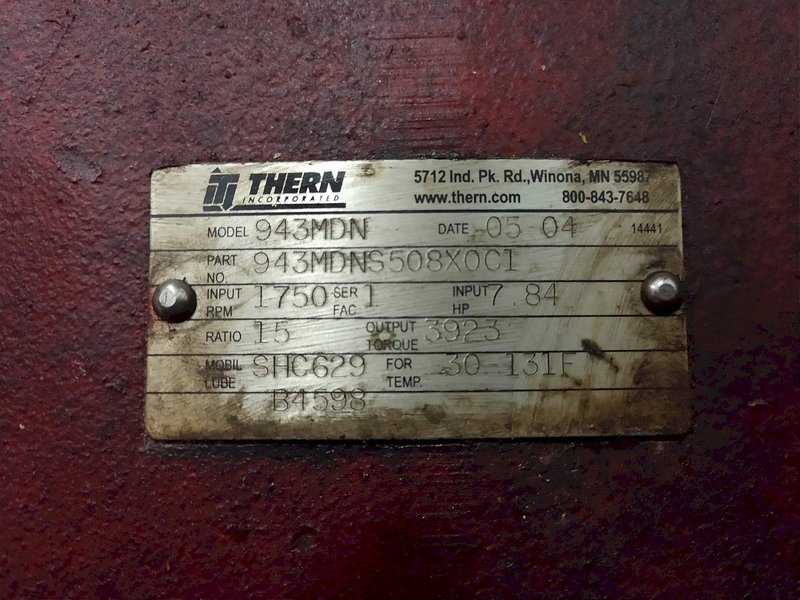 THERN
INCORPORATED
5712 Ind. Pk. Rd.,Winona, MN 55987
www.thern.com 800-843-7648
MODEL 943MDN DATE 05 04 14441
PART NO. 943MDNS508X0C1
INPUT RPM 1750 SER FAC 1 INPUT HP 7.84
RATIO 15 OUTPUT TORQUE 3923
MOBIL LUBE SHC629 FOR TEMP. 30-131F
B4598